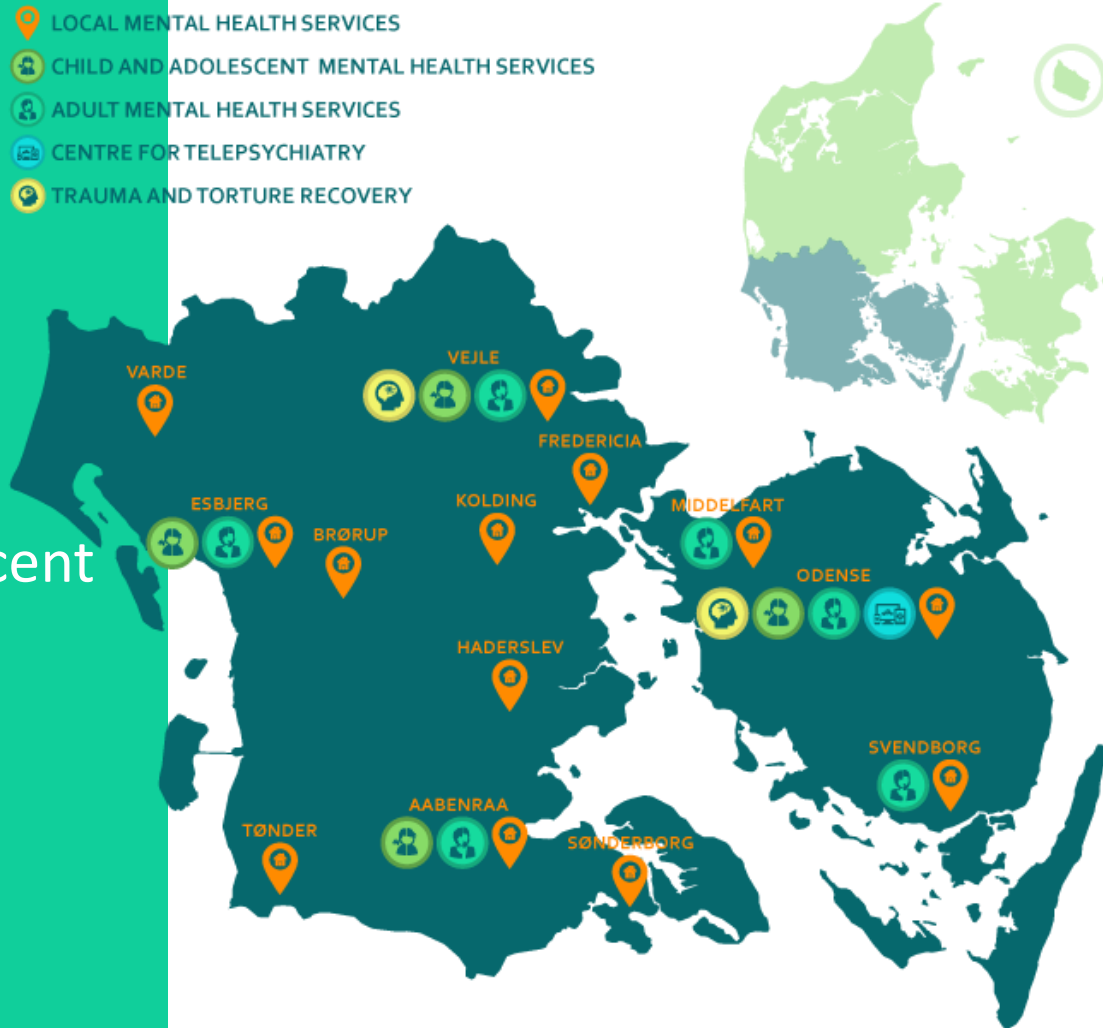 LOCAL MENTAL HEALTH SERVICES
CHILD AND ADOLESCENT MENTAL HEALTH SERVICES
ADULT MENTAL HEALTH SERVICES
CENTRE FOR TELEPSYCHIATRY
TRAUMA AND TORTURE RECOVERY
VARDE
VEJLE
FREDERICIA
ESBJERG
BRØRUP
KOLDING
MIDDELFART
cent
ODENSE
HADERSLEV
SVENDBORG
TØNDER
AABENRAA
SØNDERBORG